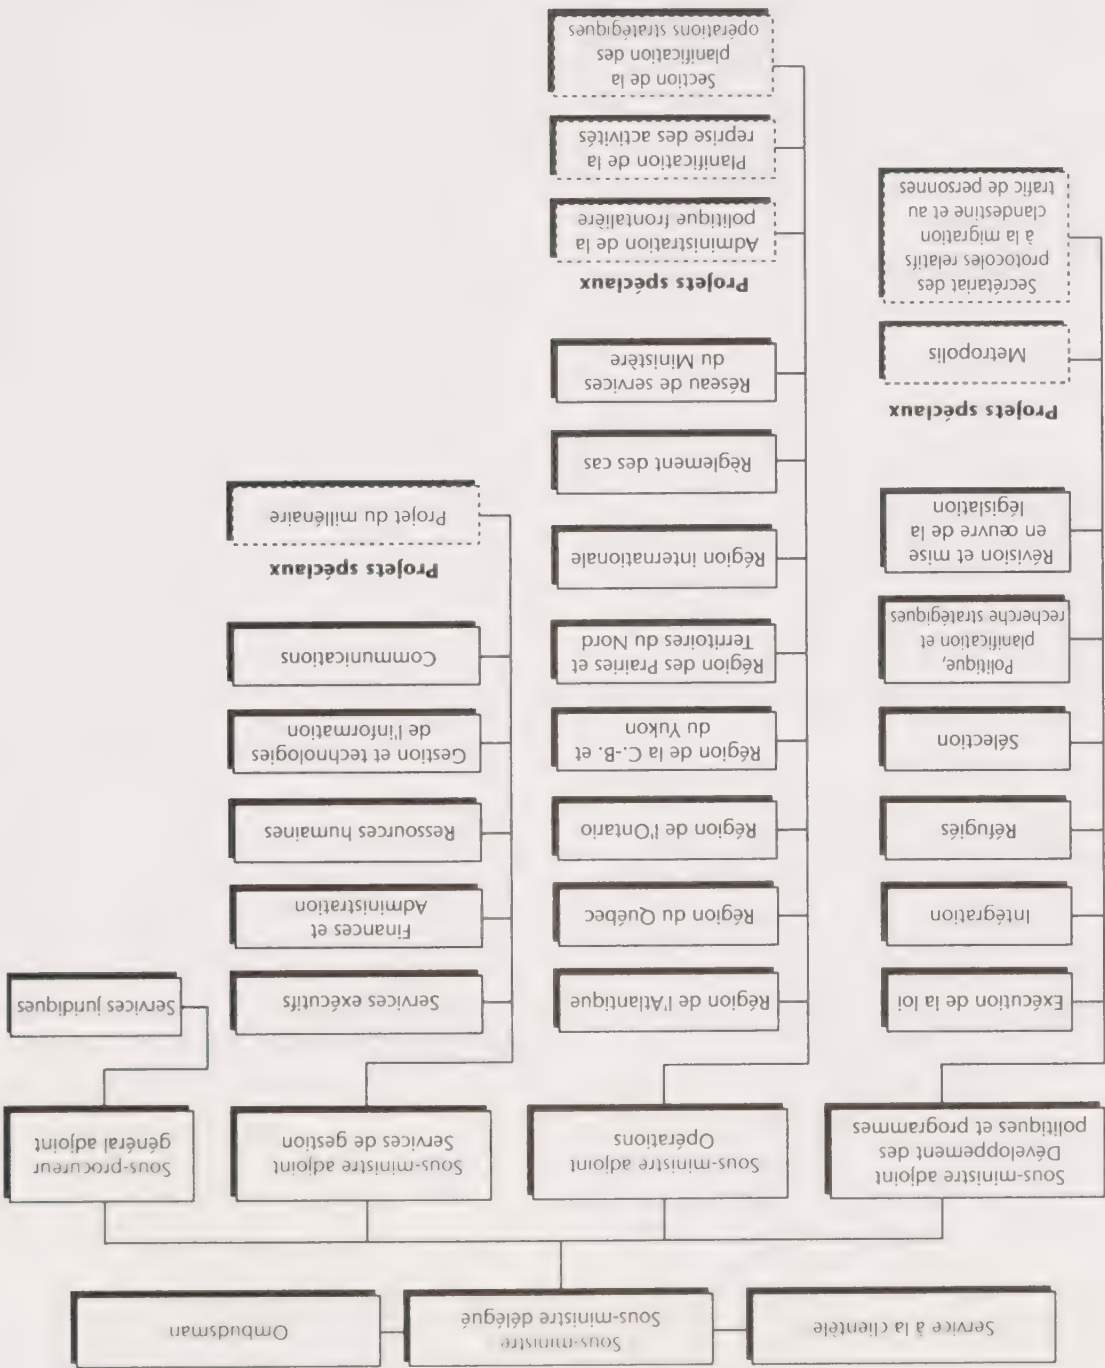 Service à la clientèle
Sous-ministre
Sous-ministre délégué
Ombudsman
Sous-ministre adjoint
Développement des
politiques et programmes
Exécution de la loi
Intégration
Réfugiés
Sélection
Politique,
planification et
recherche stratégiques
Révision et mise
en œuvre de la
législation
Projets spéciaux
Metropolis
Secrétariat des
protocoles relatifs
à la migration
clandestine et au
trafic de personnes
Sous-ministre adjoint
Opérations
Région de l'Atlantique
Région du Québec
Région de l'Ontario
Région de la C.-B. et
du Yukon
Région des Prairies et
Territoires du Nord
Région internationale
Règlement des cas
Réseau de services
du Ministère
Projets spéciaux
Administration de la
politique frontalière
Planification de la
reprise des activités
Section de la
planification des
opérations stratégiques
Sous-ministre adjoint
Services de gestion
Services exécutifs
Finances et
Administration
Ressources humaines
Gestion et technologies
de l'information
Communications
Projets spéciaux
Projet du millénaire
Sous-procureur
général adjoint
Services juridiques